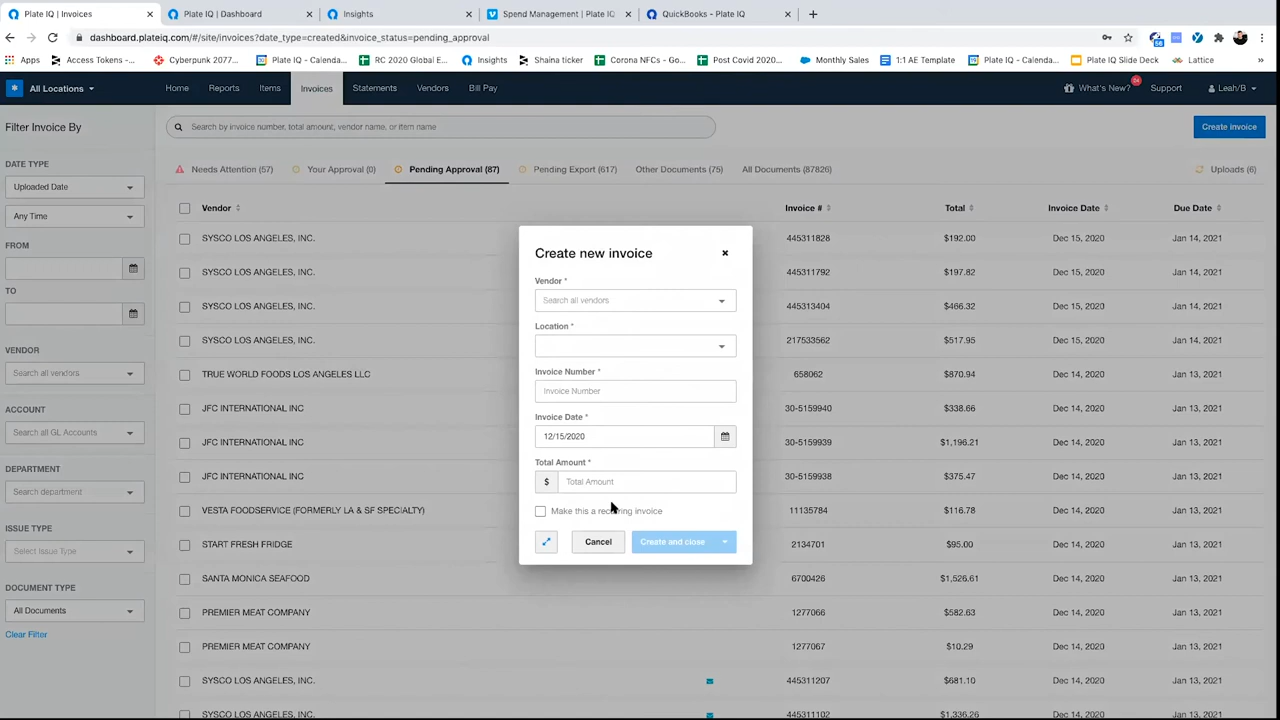 Plate IQ | Invoices
Plate IQ | Dashboard
Insights
Spend Management | Plate IQ
QuickBooks - Plate IQ
dashboard.plateiq.com/#/site/invoices?date_type=created&invoice_status=pending_approval
Apps
Access Tokens -...
Cyberpunk 2077...
Plate IQ - Calenda...
RC 2020 Global E...
Insights
Shaina ticker
Corona NFCs - Go...
Post Covid 2020...
Monthly Sales
1:1 AE Template
Plate IQ - Calenda...
Plate IQ Slide Deck
Lattice
All Locations
Home
Reports
Items
Invoices
Statements
Vendors
Bill Pay
What's New?
Support
Leah/B
Filter Invoice By
Search by invoice number, total amount, vendor name, or item name
Create invoice
DATE TYPE
Uploaded Date
Any Time
FROM
TO
VENDOR
Search all vendors
ACCOUNT
Search all GL Accounts
DEPARTMENT
Search department
ISSUE TYPE
Select Issue Type
DOCUMENT TYPE
All Documents
Clear Filter
Needs Attention (57)
Your Approval (0)
Pending Approval (87)
Pending Export (617)
Other Documents (75)
All Documents (87826)
Uploads (6)
Vendor Invoice # Total Invoice Date Due Date
SYSCO LOS ANGELES, INC. 445311828 $192.00 Dec 15, 2020 Jan 14, 2021
SYSCO LOS ANGELES, INC. 445311792 $197.82 Dec 15, 2020 Jan 14, 2021
SYSCO LOS ANGELES, INC. 445313404 $466.32 Dec 15, 2020 Jan 14, 2021
SYSCO LOS ANGELES, INC. 217533562 $517.95 Dec 15, 2020 Jan 14, 2021
TRUE WORLD FOODS LOS ANGELES LLC 658062 $870.94 Dec 14, 2020 Jan 13, 2021
JFC INTERNATIONAL INC 30-5159940 $338.66 Dec 14, 2020 Jan 13, 2021
JFC INTERNATIONAL INC 30-5159939 $1,196.21 Dec 14, 2020 Jan 13, 2021
JFC INTERNATIONAL INC 30-5159938 $375.47 Dec 14, 2020 Jan 13, 2021
VESTA FOODSERVICE (FORMERLY LA & SF SPECIALTY) 11135784 $116.78 Dec 14, 2020 Jan 13, 2021
START FRESH FRIDGE 2134701 $95.00 Dec 14, 2020 Jan 13, 2021
SANTA MONICA SEAFOOD 6700426 $1,526.61 Dec 14, 2020 Jan 13, 2021
PREMIER MEAT COMPANY 1277066 $582.63 Dec 14, 2020 Jan 13, 2021
PREMIER MEAT COMPANY 1277067 $10.29 Dec 14, 2020 Jan 13, 2021
SYSCO LOS ANGELES, INC. 445311207 $681.10 Dec 14, 2020 Jan 13, 2021
SYSCO LOS ANGELES, INC. 445311102 $1,336.26 Dec 14, 2020 Jan 13, 2021
Create new invoice
Vendor *
Search all vendors
Location *
Invoice Number *
Invoice Number
Invoice Date *
12/15/2020
Total Amount *
$ Total Amount
Make this a recurring invoice
Cancel
Create and close